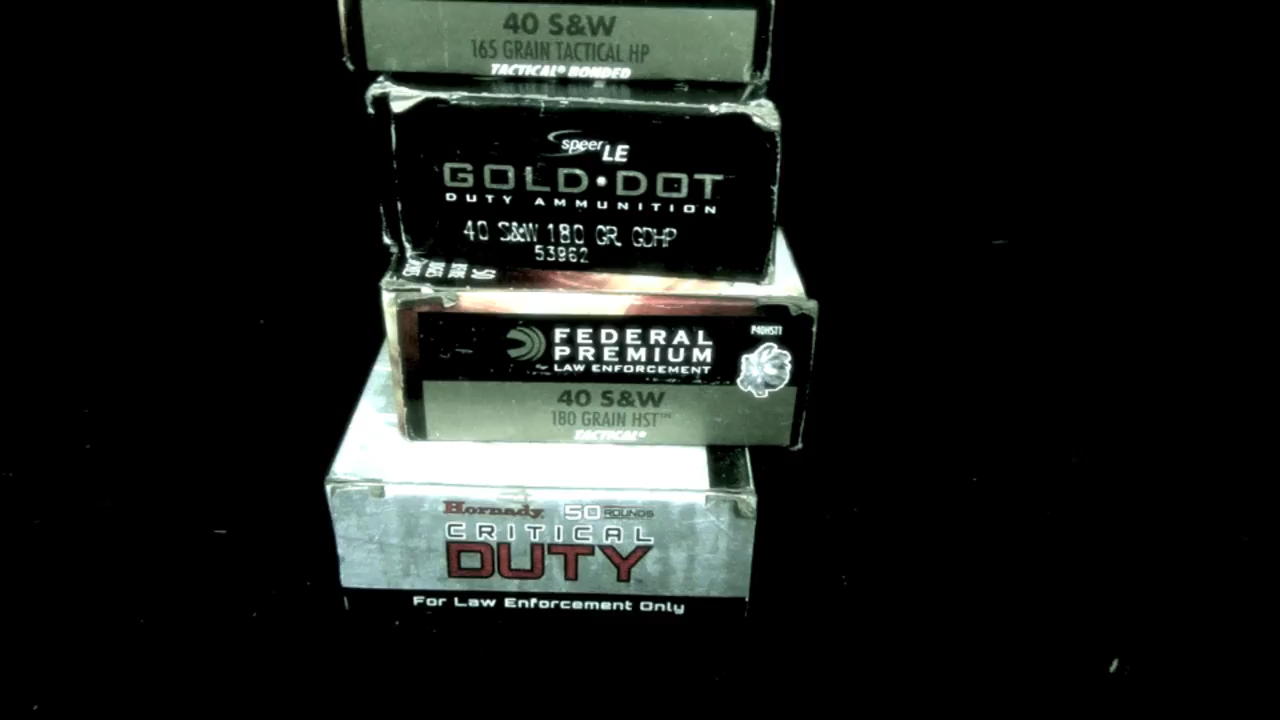 40 S&W
165 GRAIN TACTICAL HP
TACTICAL® BONDED
speer LE
GOLD•DOT
DUTY AMMUNITION
40 S&W 180 GR. GDHP
53962
50
FEDERAL
PREMIUM
LAW ENFORCEMENT
P40HST1
40 S&W
180 GRAIN HST™
TACTICAL®
Hornady 50 ROUNDS
CRITICAL
DUTY
For Law Enforcement Only